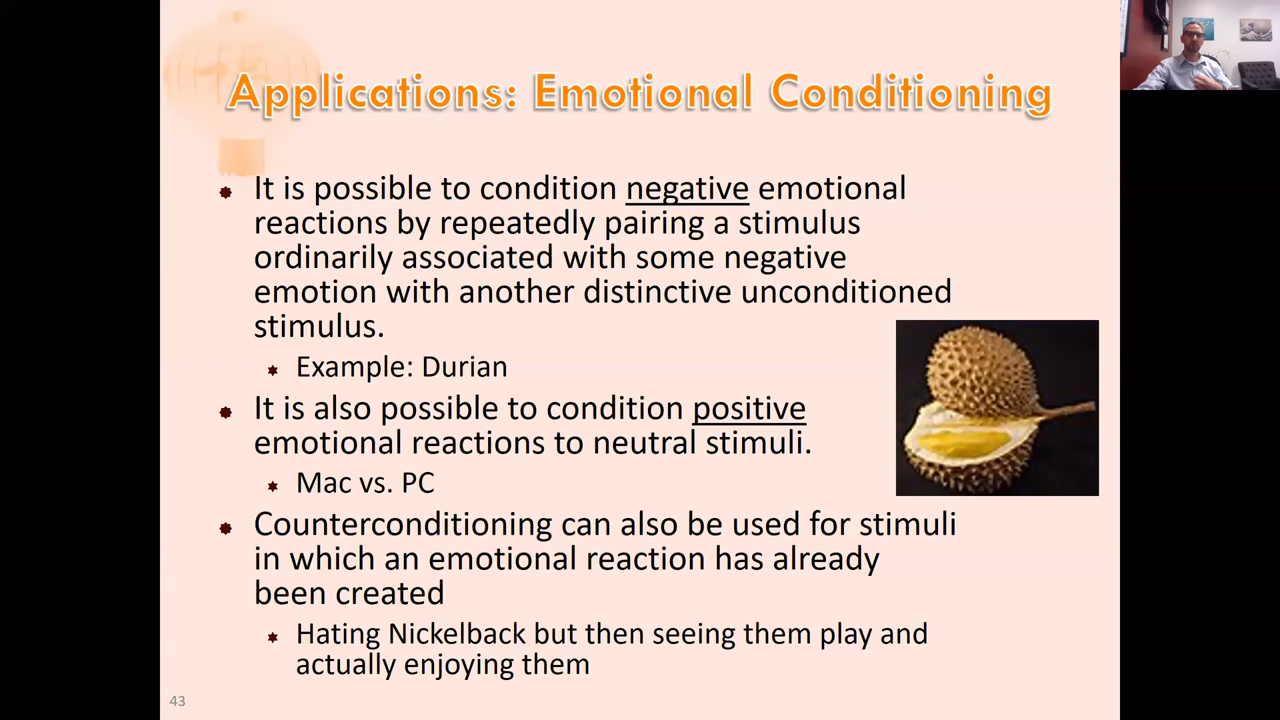 Applications: Emotional Conditioning
It is possible to condition negative emotional
reactions by repeatedly pairing a stimulus
ordinarily associated with some negative
emotion with another distinctive unconditioned
stimulus.
Example: Durian
It is also possible to condition positive
emotional reactions to neutral stimuli.
Mac vs. PC
Counterconditioning can also be used for stimuli
in which an emotional reaction has already
been created
Hating Nickelback but then seeing them play and
actually enjoying them
43